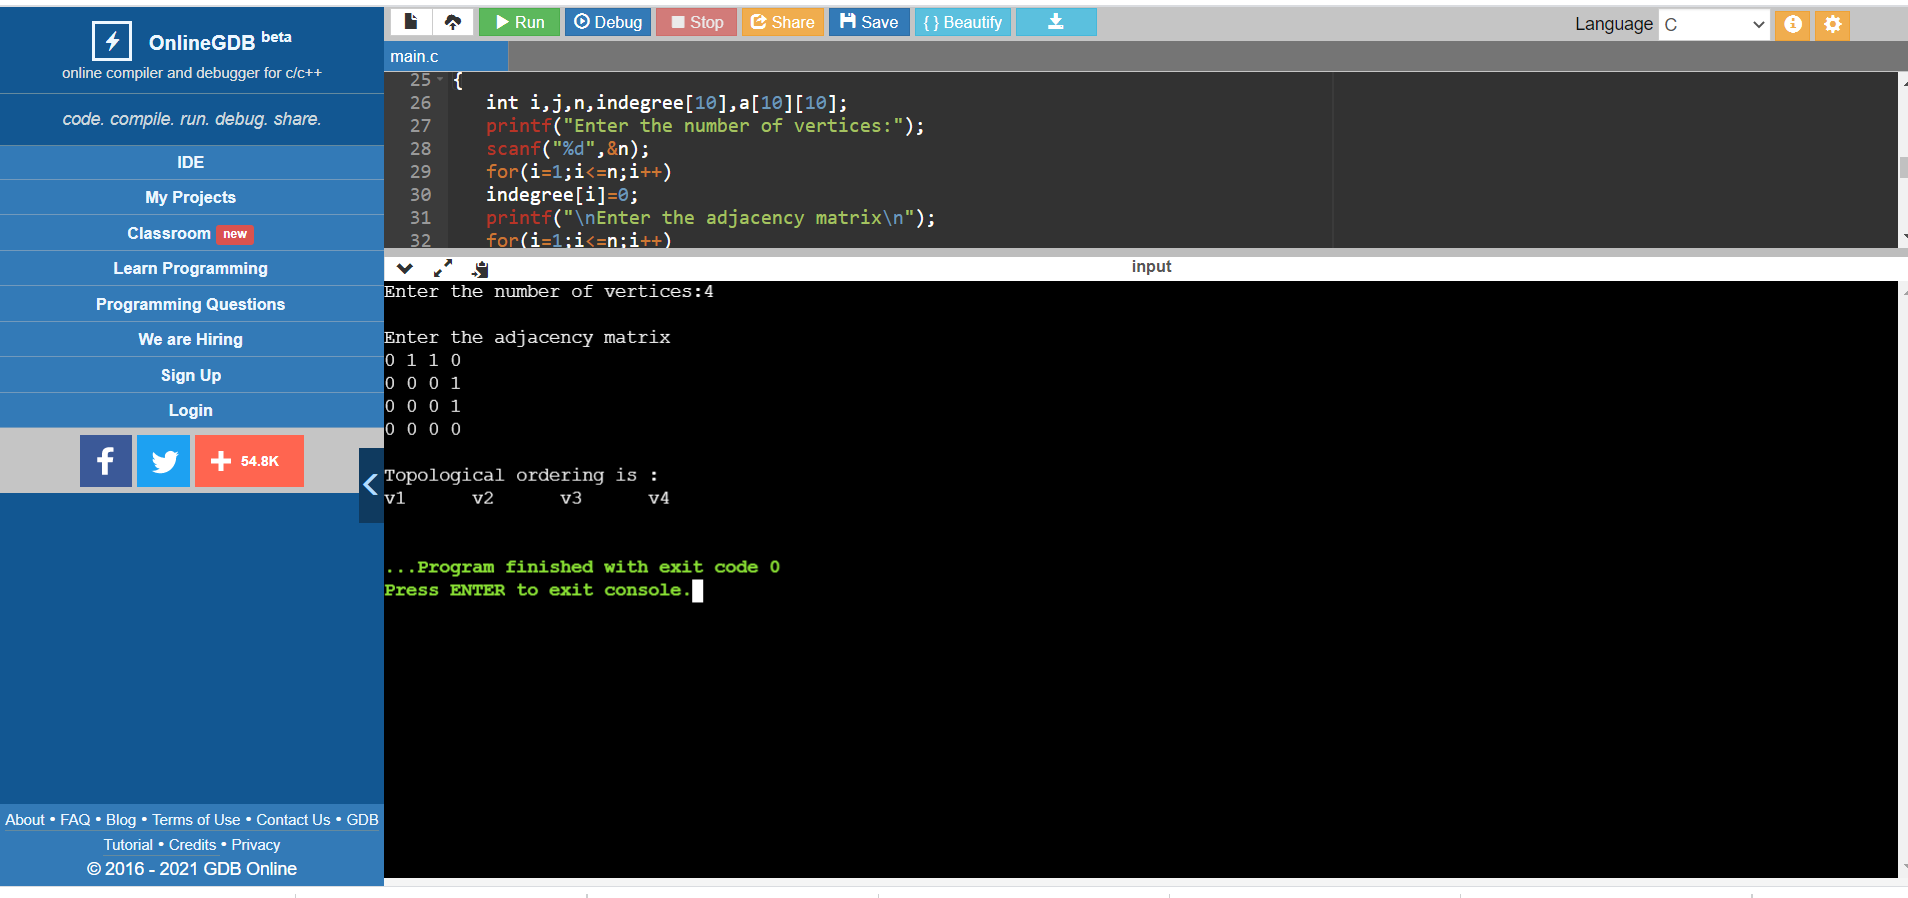 OnlineGDB beta
online compiler and debugger for c/c++
code. compile. run. debug. share.
IDE
My Projects
Classroom new
Learn Programming
Programming Questions
We are Hiring
Sign Up
Login
54.8K
About • FAQ • Blog • Terms of Use • Contact Us • GDB
Tutorial • Credits • Privacy
© 2016 - 2021 GDB Online
Run Debug Stop Share Save { } Beautify
Language C
main.c
25 {
26 int i,j,n,indegree[10],a[10][10];
27 printf("Enter the number of vertices:");
28 scanf("%d",&n);
29 for(i=1;i<=n;i++)
30 indegree[i]=0;
31 printf("\nEnter the adjacency matrix\n");
32 for(i=1;i<=n;i++)
input
Enter the number of vertices:4
Enter the adjacency matrix
0 1 1 0
0 0 0 1
0 0 0 1
0 0 0 0
Topological ordering is :
v1 v2 v3 v4
...Program finished with exit code 0
Press ENTER to exit console.